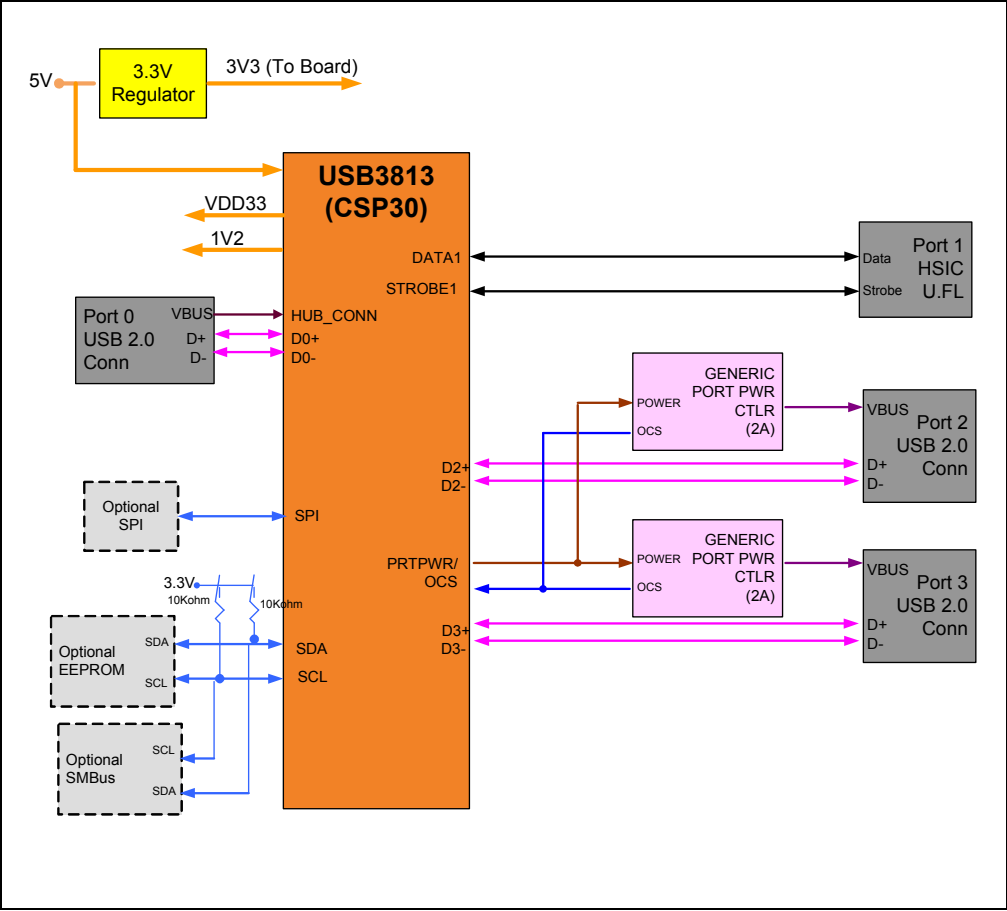 5V
3.3V
Regulator
3V3 (To Board)
USB3813
(CSP30)
VDD33
1V2
DATA1
STROBE1
Data
Strobe
Port 1
HSIC
U.FL
Port 0
USB 2.0
Conn
VBUS
D+
D-
HUB_CONN
D0+
D0-
GENERIC
PORT PWR
CTLR
(2A)
POWER
OCS
VBUS
Port 2
USB 2.0
Conn
D+
D-
D2+
D2-
Optional
SPI
SPI
PRTPWR/
OCS
GENERIC
PORT PWR
CTLR
(2A)
POWER
OCS
VBUS
Port 3
USB 2.0
Conn
D+
D-
D3+
D3-
3.3V
10Kohm
10Kohm
Optional
EEPROM
SDA
SCL
SDA
SCL
Optional
SMBus
SCL
SDA